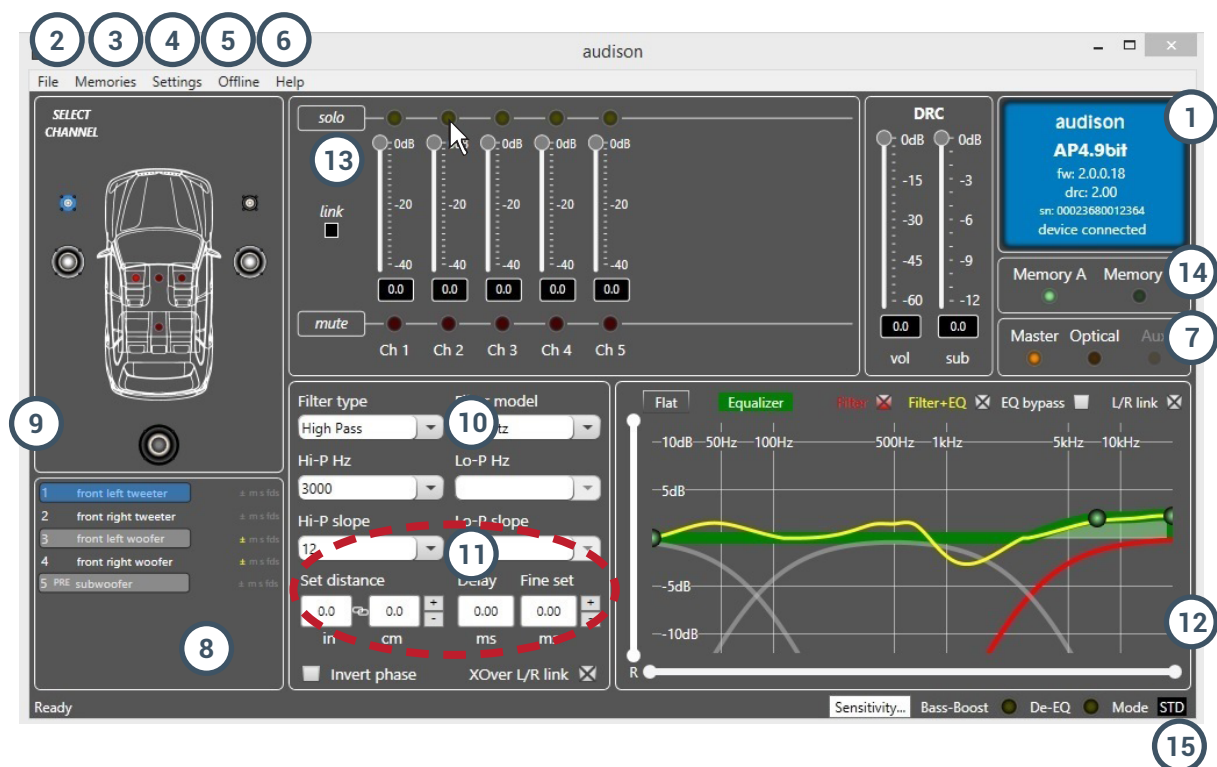 2 3 4 5 6
audison
File Memories Settings Offline Help
SELECT
CHANNEL
solo
13
0dB 0dB 0dB 0dB 0dB
link
-20 -20 -20 -20 -20
-40 -40 -40 -40 -40
0.0 0.0 0.0 0.0 0.0
mute
Ch 1 Ch 2 Ch 3 Ch 4 Ch 5
DRC
0dB 0dB
-15 -3
-30 -6
-45 -9
-60 -12
0.0 0.0
vol sub
1
audison
AP4.9bit
fw: 2.0.0.18
drc: 2.00
sn: 00023680012364
device connected
Memory A Memory
14
Master Optical
7
9
1 front left tweeter ± m s fds
2 front right tweeter ± m s fds
3 front left woofer ± m s fds
4 front right woofer ± m s fds
5 PRE subwoofer ± m s fds
8
Filter type model
10
High Pass
Hi-P Hz Lo-P Hz
3000
Hi-P slope Lo-P slope
12
11
Set distance Delay Fine set
0.0 0.0 + - 0.00 0.00 + -
in cm ms
Invert phase XOver L/R link
Flat Equalizer Filter Filter+EQ EQ bypass L/R link
-10dB 50Hz 100Hz 500Hz 1kHz 5kHz 10kHz
-5dB
-5dB
-10dB
12
R
Ready
Sensitivity... Bass-Boost De-EQ Mode STD
15